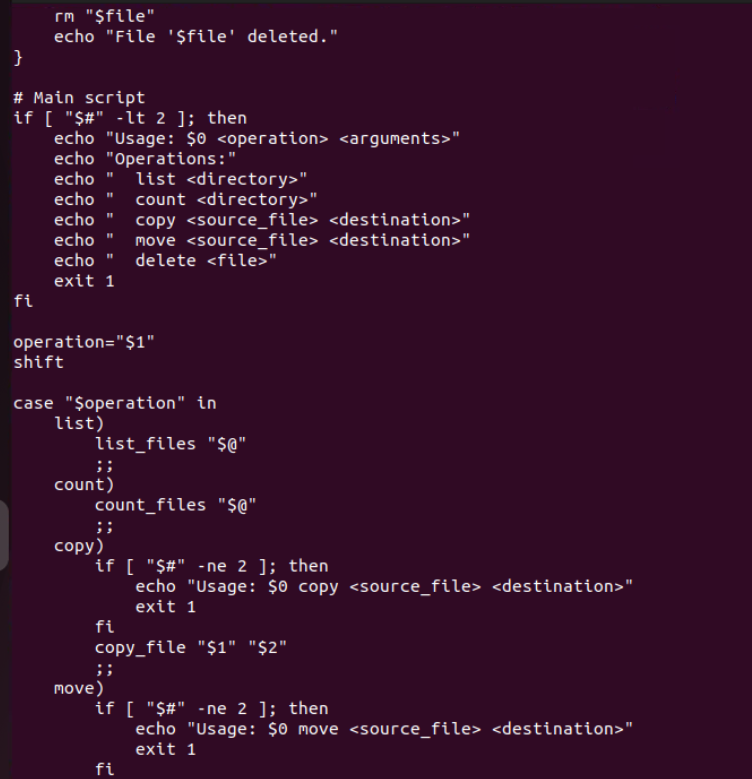 rm "$file"
    echo "File '$file' deleted."
}

# Main script
if [ "$#" -lt 2 ]; then
    echo "Usage: $0 <operation> <arguments>"
    echo "Operations:"
    echo "  list <directory>"
    echo "  count <directory>"
    echo "  copy <source_file> <destination>"
    echo "  move <source_file> <destination>"
    echo "  delete <file>"
    exit 1
fi

operation="$1"
shift

case "$operation" in
    list)
        list_files "$@"
        ;;
    count)
        count_files "$@"
        ;;
    copy)
        if [ "$#" -ne 2 ]; then
            echo "Usage: $0 copy <source_file> <destination>"
            exit 1
        fi
        copy_file "$1" "$2"
        ;;
    move)
        if [ "$#" -ne 2 ]; then
            echo "Usage: $0 move <source_file> <destination>"
            exit 1
        fi